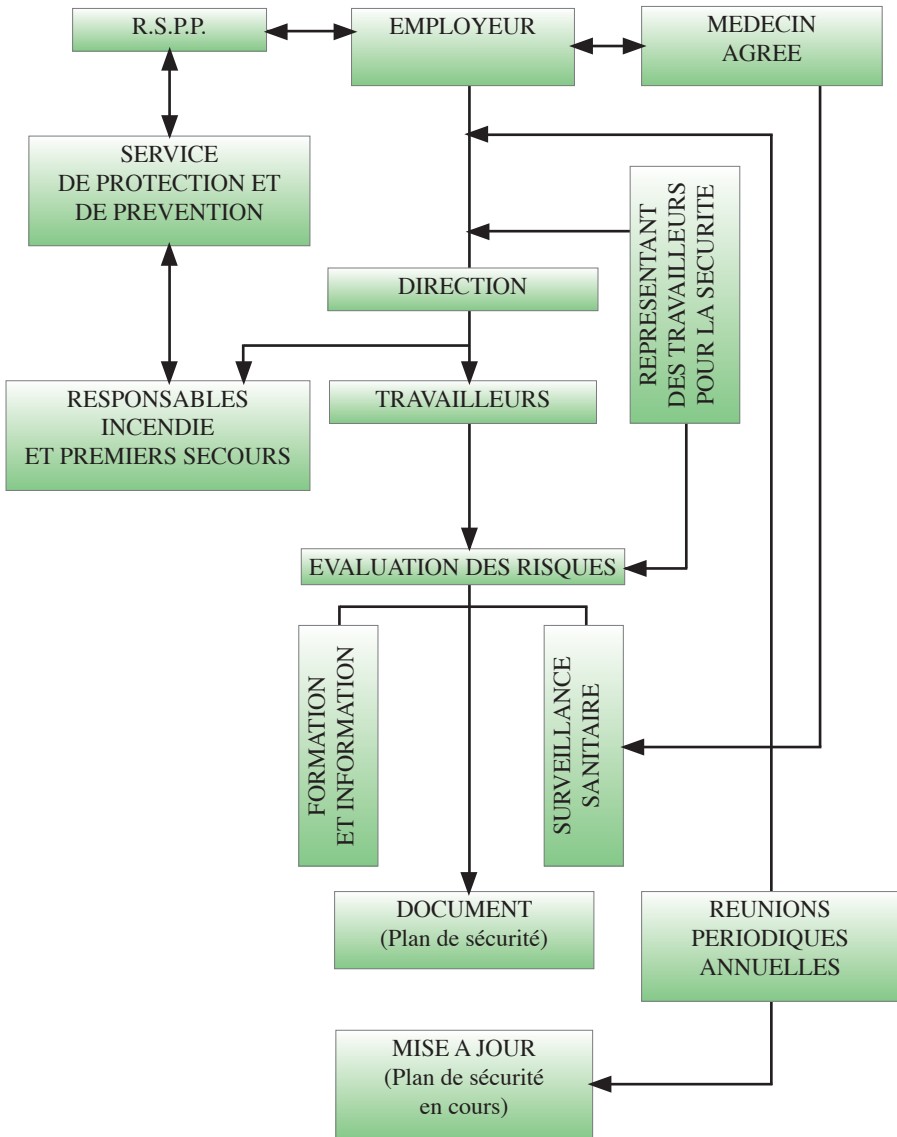 R.S.P.P.
EMPLOYEUR
MEDECIN
AGREE
SERVICE
DE PROTECTION ET
DE PREVENTION
REPRESENTANT
DES TRAVAILLEURS
POUR LA SECURITE
DIRECTION
RESPONSABLES
INCENDIE
ET PREMIERS SECOURS
TRAVAILLEURS
EVALUATION DES RISQUES
FORMATION
ET INFORMATION
SURVEILLANCE
SANITAIRE
DOCUMENT
(Plan de sécurité)
REUNIONS
PERIODIQUES
ANNUELLES
MISE A JOUR
(Plan de sécurité
en cours)